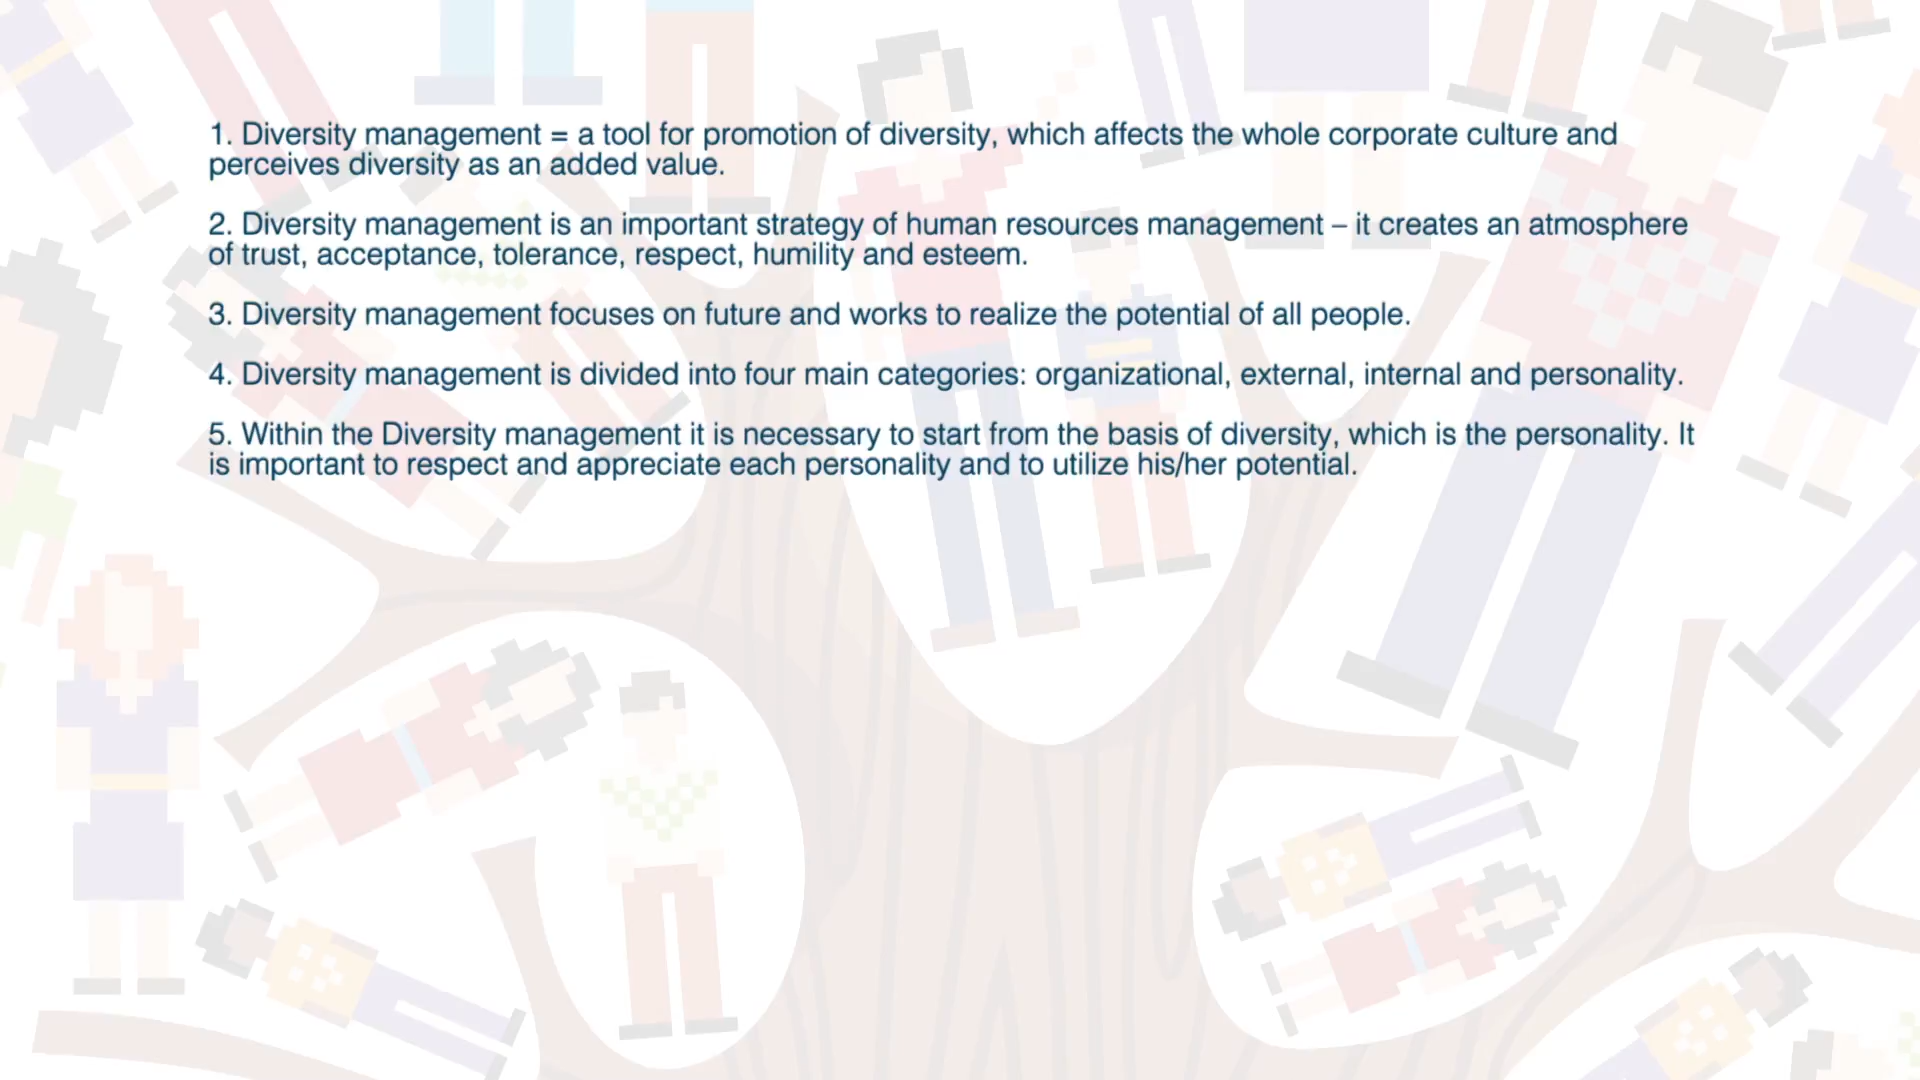 1. Diversity management = a tool for promotion of diversity, which affects the whole corporate culture and
perceives diversity as an added value.
2. Diversity management is an important strategy of human resources management – it creates an atmosphere
of trust, acceptance, tolerance, respect, humility and esteem.
3. Diversity management focuses on future and works to realize the potential of all people.
4. Diversity management is divided into four main categories: organizational, external, internal and personality.
5. Within the Diversity management it is necessary to start from the basis of diversity, which is the personality. It
is important to respect and appreciate each personality and to utilize his/her potential.